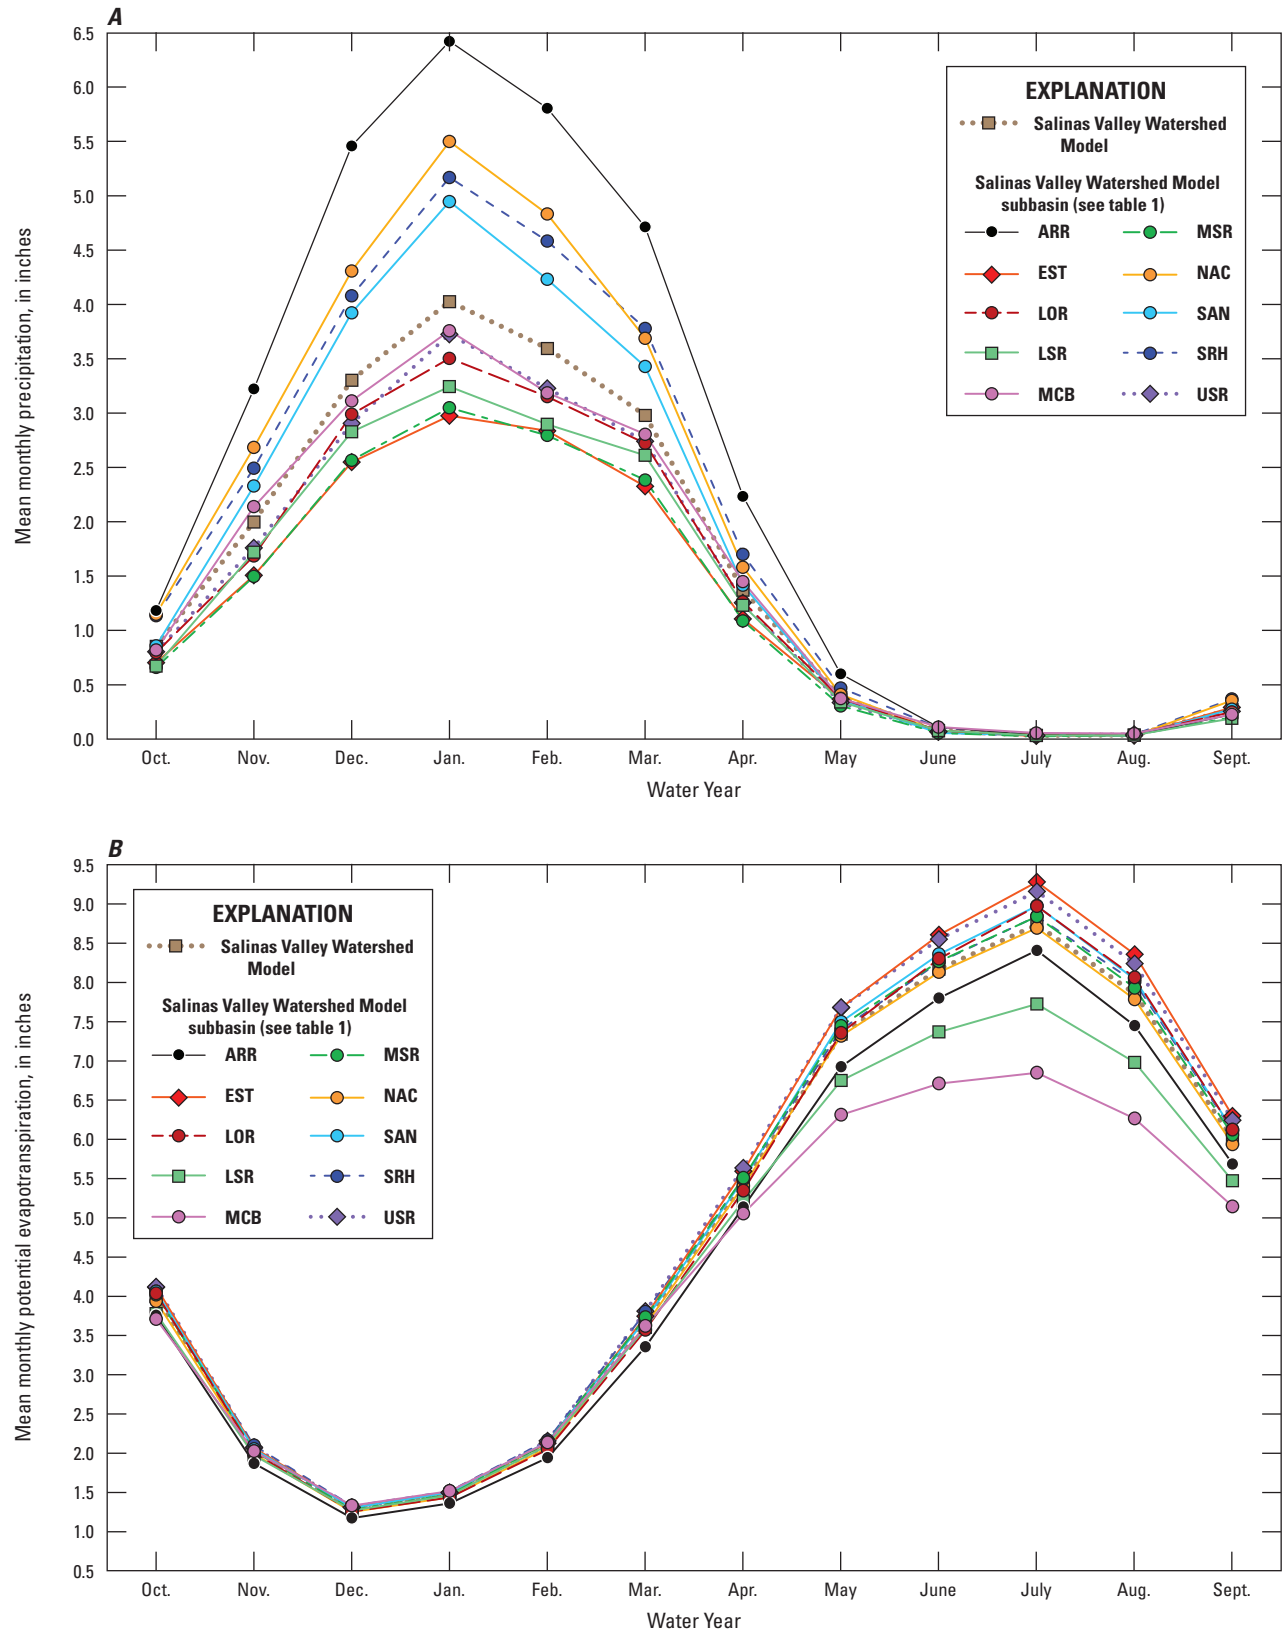 A
6.5
6.0
5.5
5.0
4.5
4.0
3.5
3.0
2.5
2.0
1.5
1.0
0.5
0.0
Mean monthly precipitation, in inches
EXPLANATION
Salinas Valley Watershed
Model
Salinas Valley Watershed Model
subbasin (see table 1)
ARR MSR
EST NAC
LOR SAN
LSR SRH
MCB USR
Oct. Nov. Dec. Jan. Feb. Mar. Apr. May June July Aug. Sept.
Water Year
B
9.5
9.0
8.5
8.0
7.5
7.0
6.5
6.0
5.5
5.0
4.5
4.0
3.5
3.0
2.5
2.0
1.5
1.0
0.5
Mean monthly potential evapotranspiration, in inches
EXPLANATION
Salinas Valley Watershed
Model
Salinas Valley Watershed Model
subbasin (see table 1)
ARR MSR
EST NAC
LOR SAN
LSR SRH
MCB USR
Oct. Nov. Dec. Jan. Feb. Mar. Apr. May June July Aug. Sept.
Water Year